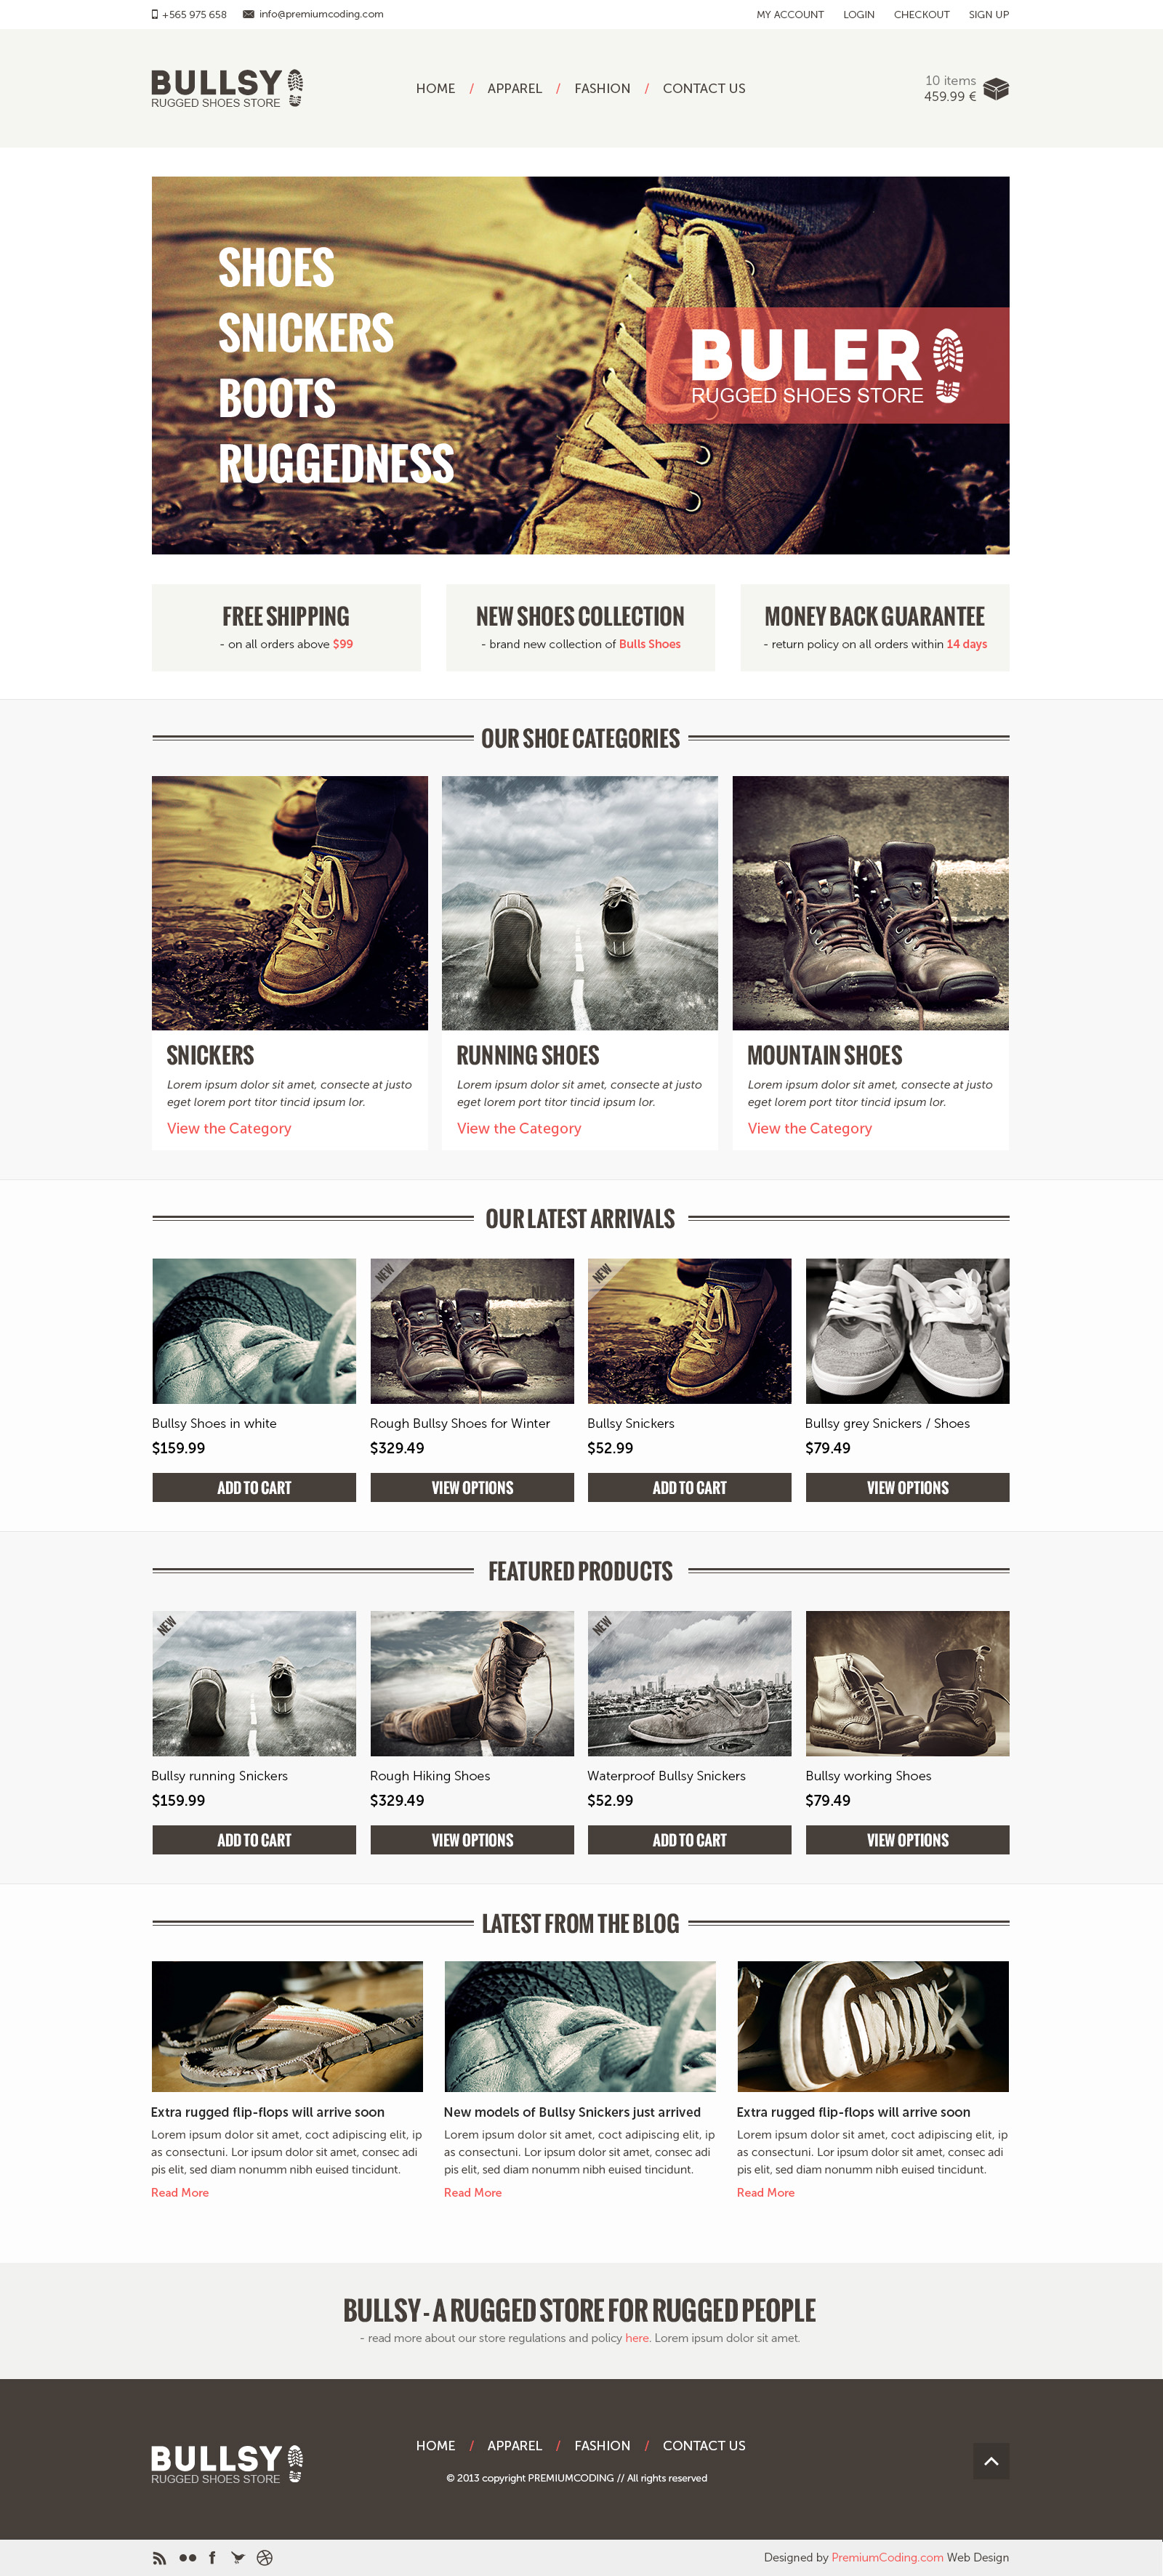 +565 975 658 info@premiumcoding.com MY ACCOUNT LOGIN CHECKOUT SIGN UP
BULLSY
RUGGED SHOES STORE
HOME / APPAREL / FASHION / CONTACT US
10 items
459.99 €
SHOES
SNICKERS
BOOTS
RUGGEDNESS
BULER
RUGGED SHOES STORE
FREE SHIPPING
- on all orders above $99
NEW SHOES COLLECTION
- brand new collection of Bulls Shoes
MONEY BACK GUARANTEE
- return policy on all orders within 14 days
OUR SHOE CATEGORIES
SNICKERS
Lorem ipsum dolor sit amet, consecte at justo
eget lorem port titor tincid ipsum lor.
View the Category
RUNNING SHOES
Lorem ipsum dolor sit amet, consecte at justo
eget lorem port titor tincid ipsum lor.
View the Category
MOUNTAIN SHOES
Lorem ipsum dolor sit amet, consecte at justo
eget lorem port titor tincid ipsum lor.
View the Category
OUR LATEST ARRIVALS
Bullsy Shoes in white
$159.99
ADD TO CART
NEW
Rough Bullsy Shoes for Winter
$329.49
VIEW OPTIONS
NEW
Bullsy Snickers
$52.99
ADD TO CART
Bullsy grey Snickers / Shoes
$79.49
VIEW OPTIONS
FEATURED PRODUCTS
NEW
Bullsy running Snickers
$159.99
ADD TO CART
Rough Hiking Shoes
$329.49
VIEW OPTIONS
NEW
Waterproof Bullsy Snickers
$52.99
ADD TO CART
Bullsy working Shoes
$79.49
VIEW OPTIONS
LATEST FROM THE BLOG
Extra rugged flip-flops will arrive soon
Lorem ipsum dolor sit amet, coct adipiscing elit, ip
as consectuni. Lor ipsum dolor sit amet, consec adi
pis elit, sed diam nonumm nibh euised tincidunt.
Read More
New models of Bullsy Snickers just arrived
Lorem ipsum dolor sit amet, coct adipiscing elit, ip
as consectuni. Lor ipsum dolor sit amet, consec adi
pis elit, sed diam nonumm nibh euised tincidunt.
Read More
Extra rugged flip-flops will arrive soon
Lorem ipsum dolor sit amet, coct adipiscing elit, ip
as consectuni. Lor ipsum dolor sit amet, consec adi
pis elit, sed diam nonumm nibh euised tincidunt.
Read More
BULLSY - A RUGGED STORE FOR RUGGED PEOPLE
- read more about our store regulations and policy here. Lorem ipsum dolor sit amet.
BULLSY
RUGGED SHOES STORE
HOME / APPAREL / FASHION / CONTACT US
© 2013 copyright PREMIUMCODING // All rights reserved
Designed by PremiumCoding.com Web Design